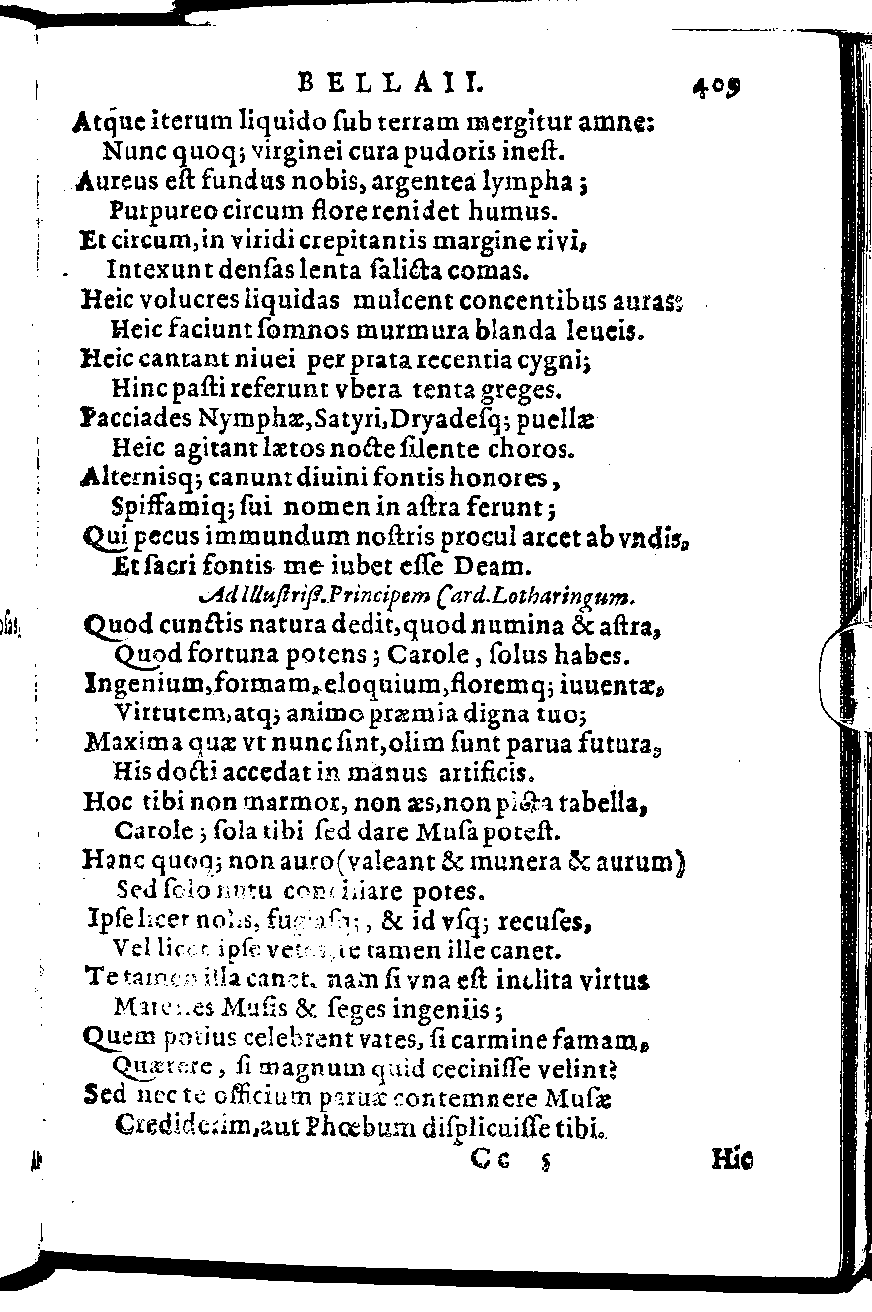 BELLAII. 409
Atque iterum liquido ſub terram mergitur amne:
Nunc quoq; virginei cura pudoris ineſt.
Aureus eſt fundus nobis, argentea lympha;
Purpureo circum flore renidet humus.
Et circum, in viridi crepitantis margine rivi,
Intexunt denſas lenta ſalicta comas.
Heic volucres liquidas mulcent concentibus auras:
Heic faciunt ſomnos murmura blanda leueis.
Heic cantant niuei per prata recentia cygni;
Hinc paſti referunt vbera tenta greges.
Pacciades Nymphæ, Satyri, Dryadeſq; puellæ
Heic agitant lætos nocte ſilente choros.
Alternisq; canunt diuini fontis honores,
Spiffamiq; ſui nomen in aſtra ferunt;
Qui pecus immundum noſtris procul arcet ab vndis,
Et ſacri fontis me iubet eſſe Deam.
Ad Illuſtriß. Principem Card. Lotharingum.
Quod cunctis natura dedit, quod numina & aſtra,
Quod fortuna potens; Carole, ſolus habes.
Ingenium, formam, eloquium, floremq; iuuentæ,
Virtutem, atq; animo præmia digna tuo;
Maxima quæ vt nunc ſint, olim ſunt parua futura,
His docti accedat in manus artificis.
Hoc tibi non marmor, non æs, non picta tabella,
Carole; ſola tibi ſed dare Muſa poteſt.
Hanc quoq; non auro (valeant & munera & aurum)
Sed ſolo nutu conciliare potes.
Ipſe licet nolis, fugiaſq;, & id vſq; recuſes,
Vel licet ipſe vetes, te tamen ille canet.
Te tamen illa canet. nam ſi vna eſt inclita virtus
Materies Muſis & ſeges ingeniis;
Quem potius celebrent vates, ſi carmine famam,
Quærere, ſi magnum quid ceciniſſe velint?
Sed nec te officium paruæ contemnere Muſæ
Crediderim, aut Phœbum diſplicuiſſe tibi.
Cc 5 Hic